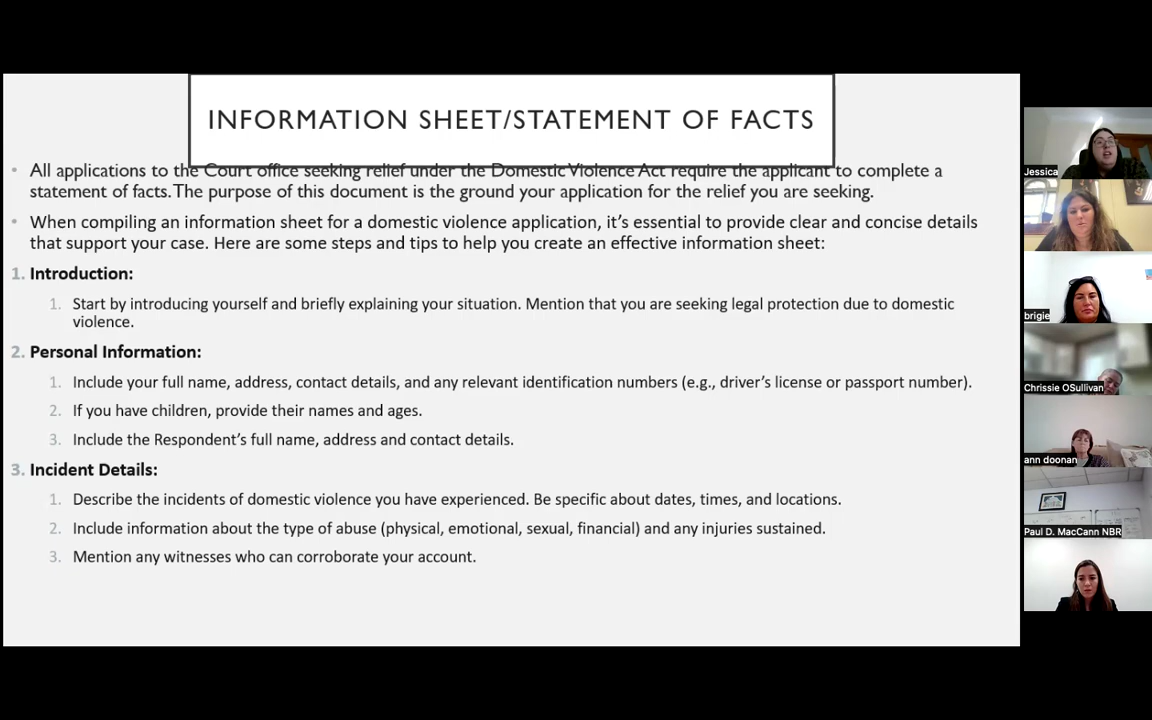 INFORMATION SHEET/STATEMENT OF FACTS
• All applications to the Court office seeking relief under the Domestic Violence Act require the applicant to complete a
statement of facts. The purpose of this document is the ground your application for the relief you are seeking.
• When compiling an information sheet for a domestic violence application, it's essential to provide clear and concise details
that support your case. Here are some steps and tips to help you create an effective information sheet:
1. Introduction:
1. Start by introducing yourself and briefly explaining your situation. Mention that you are seeking legal protection due to domestic
violence.
2. Personal Information:
1. Include your full name, address, contact details, and any relevant identification numbers (e.g., driver's license or passport number).
2. If you have children, provide their names and ages.
3. Include the Respondent's full name, address and contact details.
3. Incident Details:
1. Describe the incidents of domestic violence you have experienced. Be specific about dates, times, and locations.
2. Include information about the type of abuse (physical, emotional, sexual, financial) and any injuries sustained.
3. Mention any witnesses who can corroborate your account.
Jessica
brigie
Chrissie OSullivan
ann doonan
Paul D. MacCann NBR